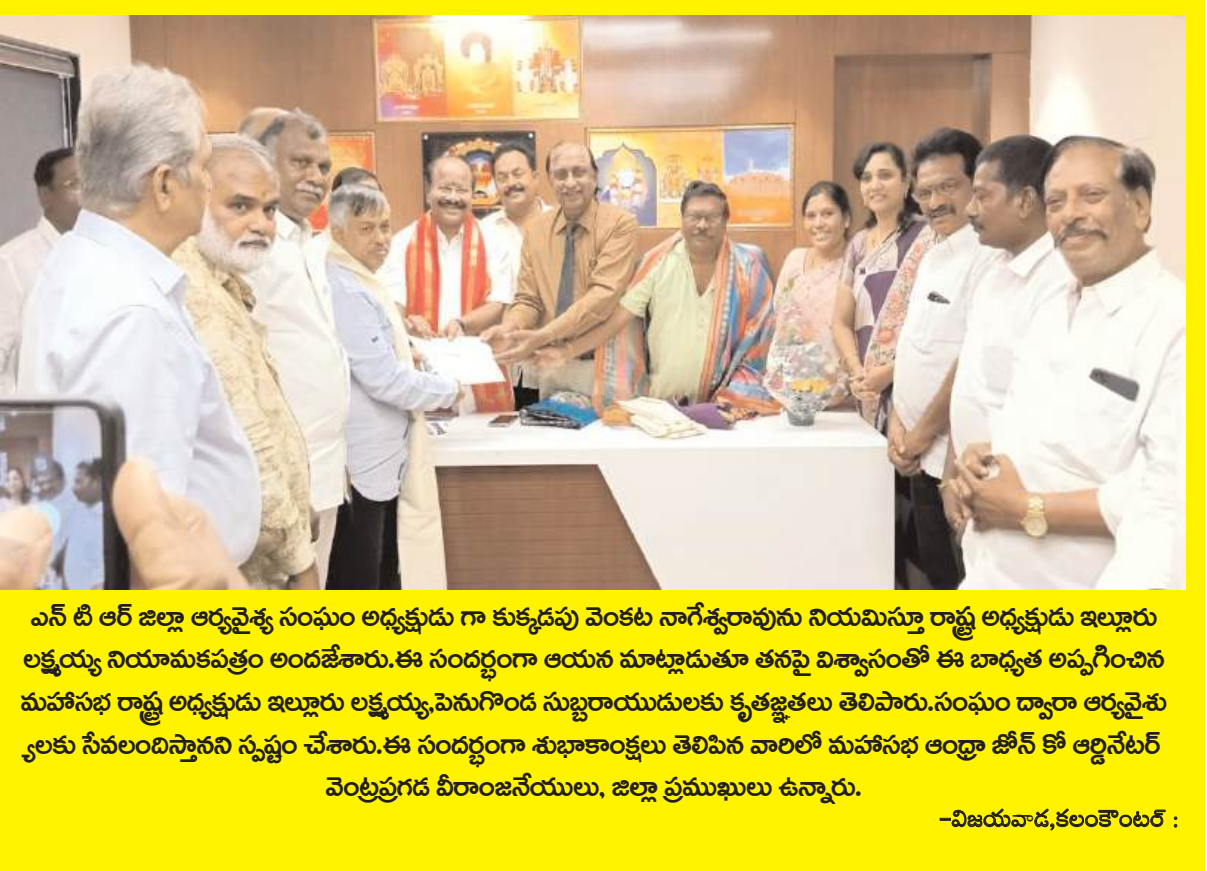 ఎన్ టి ఆర్ జిల్లా ఆర్యవైశ్య సంఘం అధ్యక్షుడు గా కుక్కడపు వెంకట నాగేశ్వరావును నియమిస్తూ రాష్ట్ర అధ్యక్షుడు ఇల్లూరు
లక్ష్మయ్య నియామకపత్రం అందజేశారు.ఈ సందర్భంగా ఆయన మాట్లాడుతూ తనపై విశ్వాసంతో ఈ బాధ్యత అప్పగించిన
మహాసభ రాష్ట్ర అధ్యక్షుడు ఇల్లూరు లక్ష్మయ్య,పెనుగొండ సుబ్బరాయుడులకు కృతజ్ఞతలు తెలిపారు.సంఘం ద్వారా ఆర్యవైశు
్యలకు సేవలందిస్తానని స్పష్టం చేశారు.ఈ సందర్భంగా శుభాకాంక్షలు తెలిపిన వారిలో మహాసభ ఆంధ్రా జోన్ కో ఆర్డినేటర్
వెంట్రప్రగడ వీరాంజనేయులు, జిల్లా ప్రముఖులు ఉన్నారు.
-విజయవాడ,కలంకౌంటర్ :